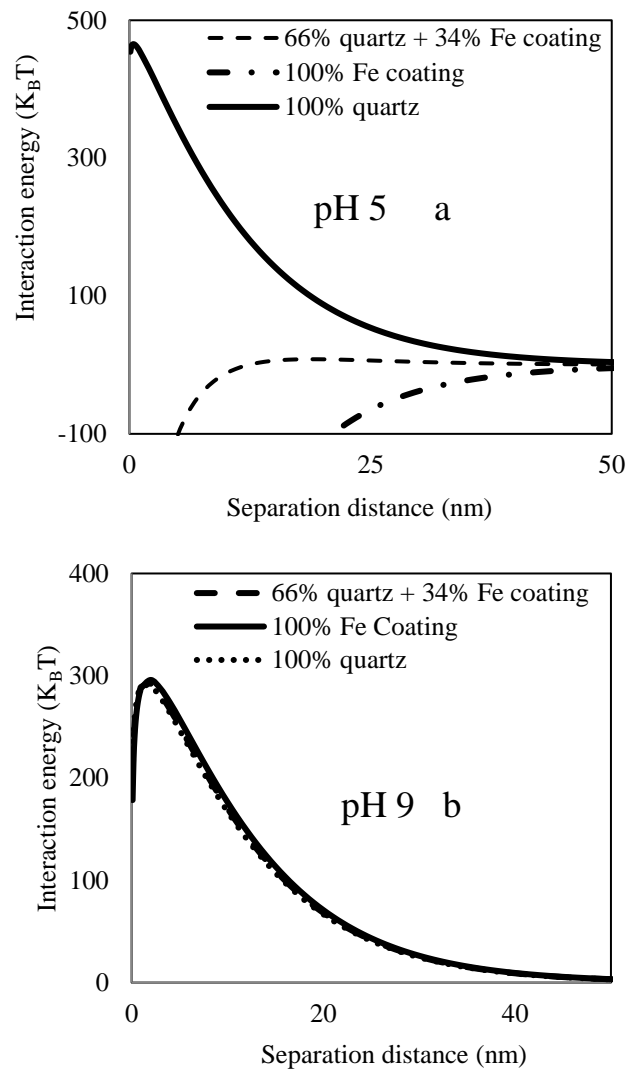 500
300
100
-100
Interaction energy (KBT)
66% quartz + 34% Fe coating
100% Fe coating
100% quartz
pH 5 a
0 25 50
Separation distance (nm)
400
300
200
100
0
Interaction energy (KBT)
66% quartz + 34% Fe coating
100% Fe Coating
100% quartz
pH 9 b
0 20 40
Separation distance (nm)